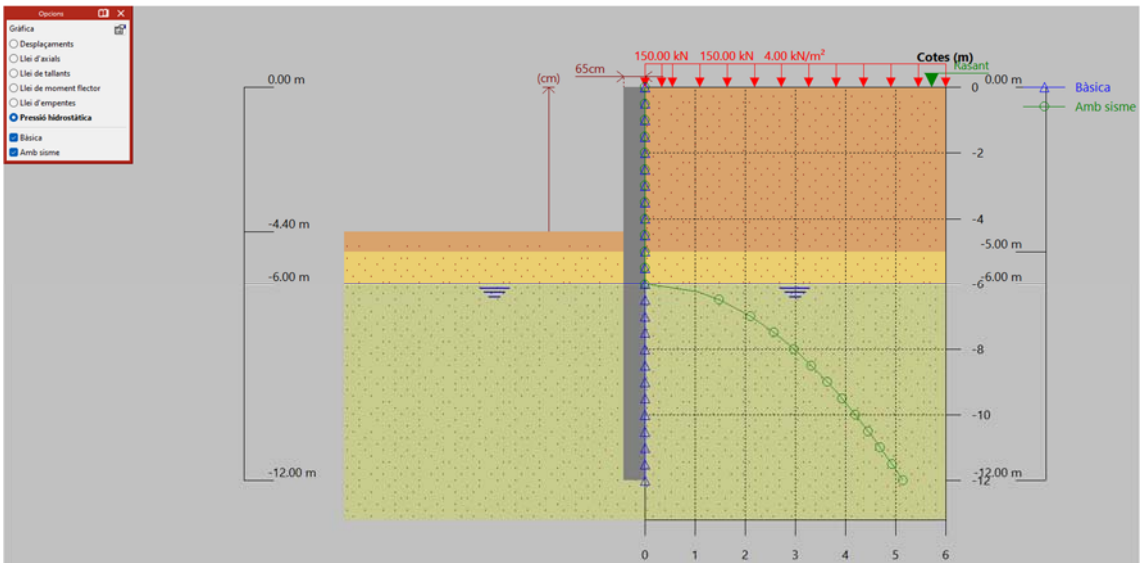 Opcions
Gràfica
Desplaçaments
Llei d'axials
Llei de tallants
Llei de moment flector
Llei d'empentes
Pressió hidrostàtica
Bàsica
Amb sisme
150.00 kN 150.00 kN 4.00 kN/m² Cotes (m)
65cm Rasant
0.00 m (cm) 0 0.00 m Bàsica
Amb sisme
-2
-4.40 m -4
-5.00 m
-6.00 m -6 -6.00 m
-8
-10
-12.00 m -12 -12.00 m
0 1 2 3 4 5 6